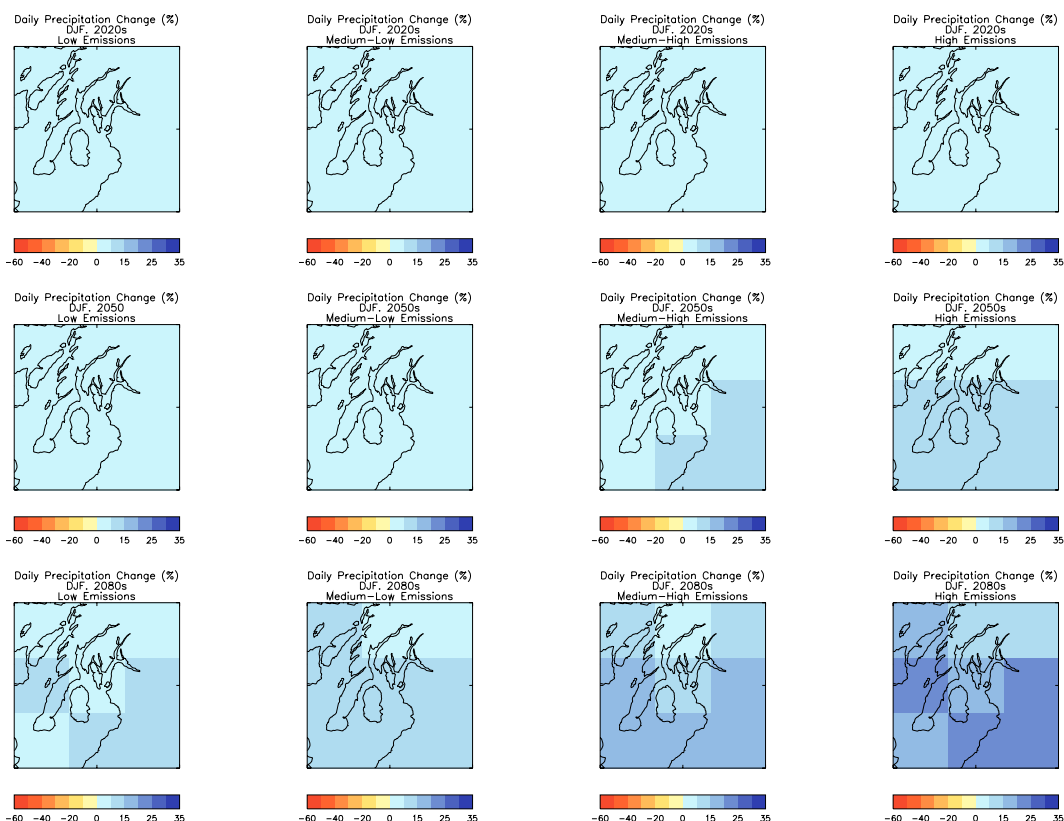 Daily Precipitation Change (%)
DJF. 2020s
Low Emissions
-60 -40 -20 0 15 25 35
Daily Precipitation Change (%)
DJF. 2020s
Medium-Low Emissions
-60 -40 -20 0 15 25 35
Daily Precipitation Change (%)
DJF. 2020s
Medium-High Emissions
-60 -40 -20 0 15 25 35
Daily Precipitation Change (%)
DJF. 2020s
High Emissions
-60 -40 -20 0 15 25 35
Daily Precipitation Change (%)
DJF. 2050
Low Emissions
-60 -40 -20 0 15 25 35
Daily Precipitation Change (%)
DJF. 2050s
Medium-Low Emissions
-60 -40 -20 0 15 25 35
Daily Precipitation Change (%)
DJF. 2050s
Medium-High Emissions
-60 -40 -20 0 15 25 35
Daily Precipitation Change (%)
DJF. 2050s
High Emissions
-60 -40 -20 0 15 25 35
Daily Precipitation Change (%)
DJF. 2080s
Low Emissions
-60 -40 -20 0 15 25 35
Daily Precipitation Change (%)
DJF. 2080s
Medium-Low Emissions
-60 -40 -20 0 15 25 35
Daily Precipitation Change (%)
DJF. 2080s
Medium-High Emissions
-60 -40 -20 0 15 25 35
Daily Precipitation Change (%)
DJF. 2080s
High Emissions
-60 -40 -20 0 15 25 35